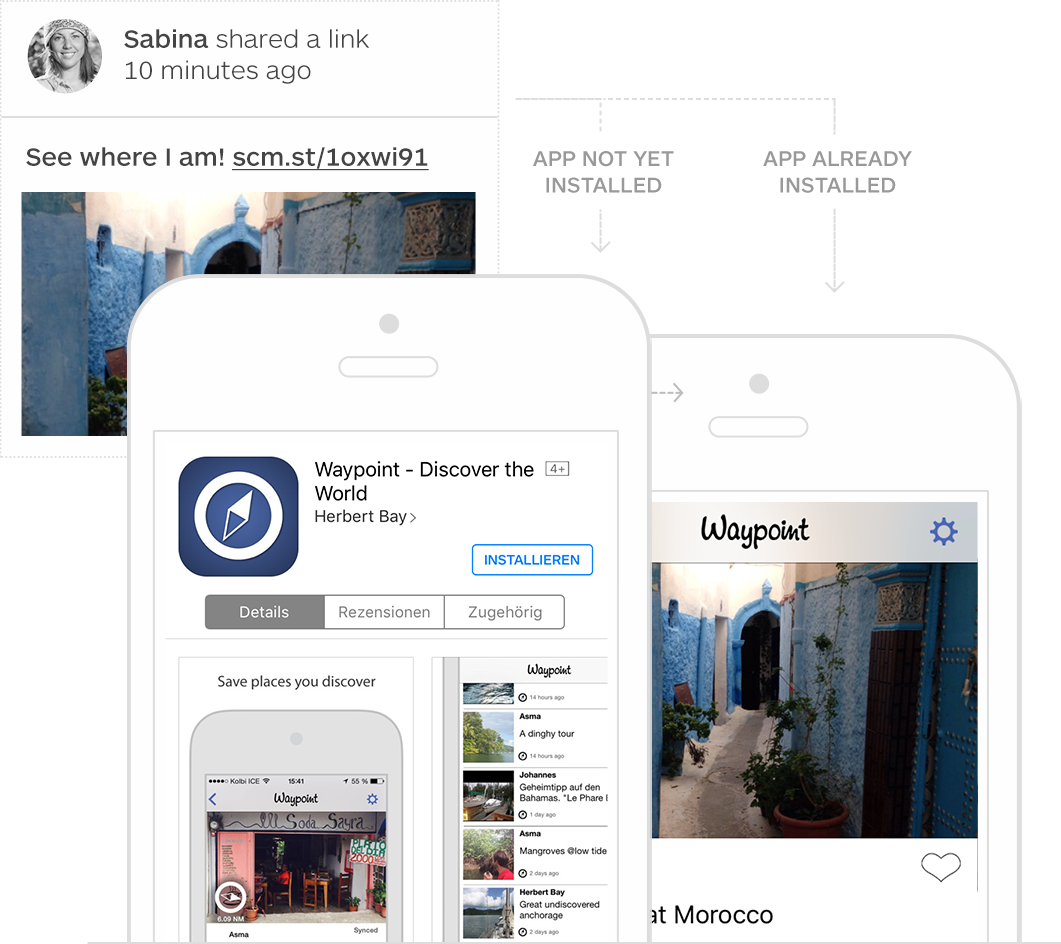 Sabina shared a link
10 minutes ago
See where I am! scm.st/1oxwi91
APP NOT YET
INSTALLED
APP ALREADY
INSTALLED
Waypoint - Discover the 4+
World
Herbert Bay >
INSTALLIEREN
Details Rezensionen Zugehörig
Save places you discover
Kolbi ICE 15:41 55 %
Waypoint
Soda Sayra
PLATO
DEL DIA
2000
6.09 NM
Asma Synced
Waypoint
14 hours ago
Asma
A dinghy tour
14 hours ago
Johannes
Geheimtipp auf den
Bahamas. "Le Phare
1 day ago
Asma
Mangroves @low tide
2 days ago
Herbert Bay
Great undiscovered
anchorage
2 days ago
Waypoint
at Morocco